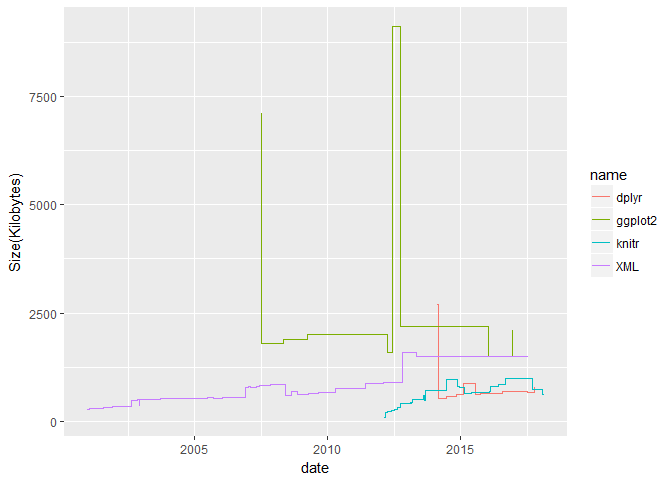 7500
5000
2500
0
Size(Kilobytes)
2005
2010
2015
date
name
dplyr
ggplot2
knitr
XML